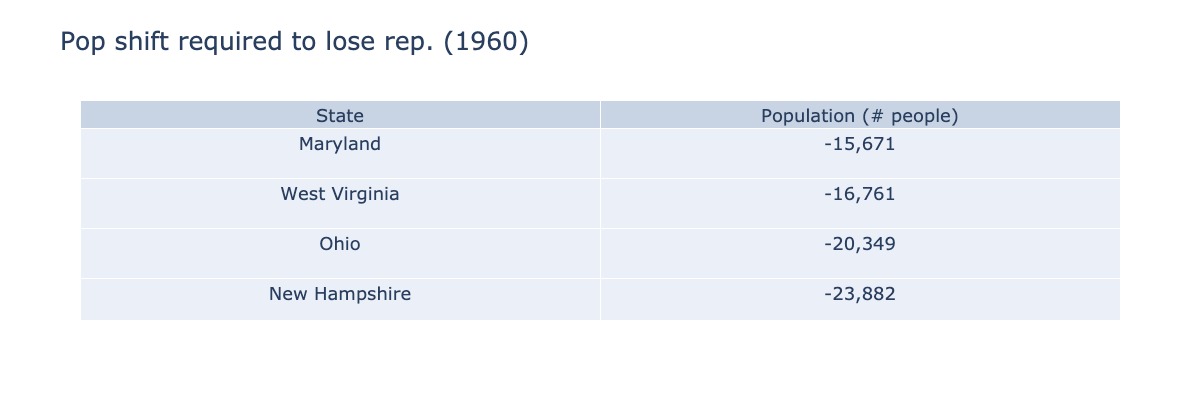 Pop shift required to lose rep. (1960)
State Population (# people)
Maryland -15,671
West Virginia -16,761
Ohio -20,349
New Hampshire -23,882